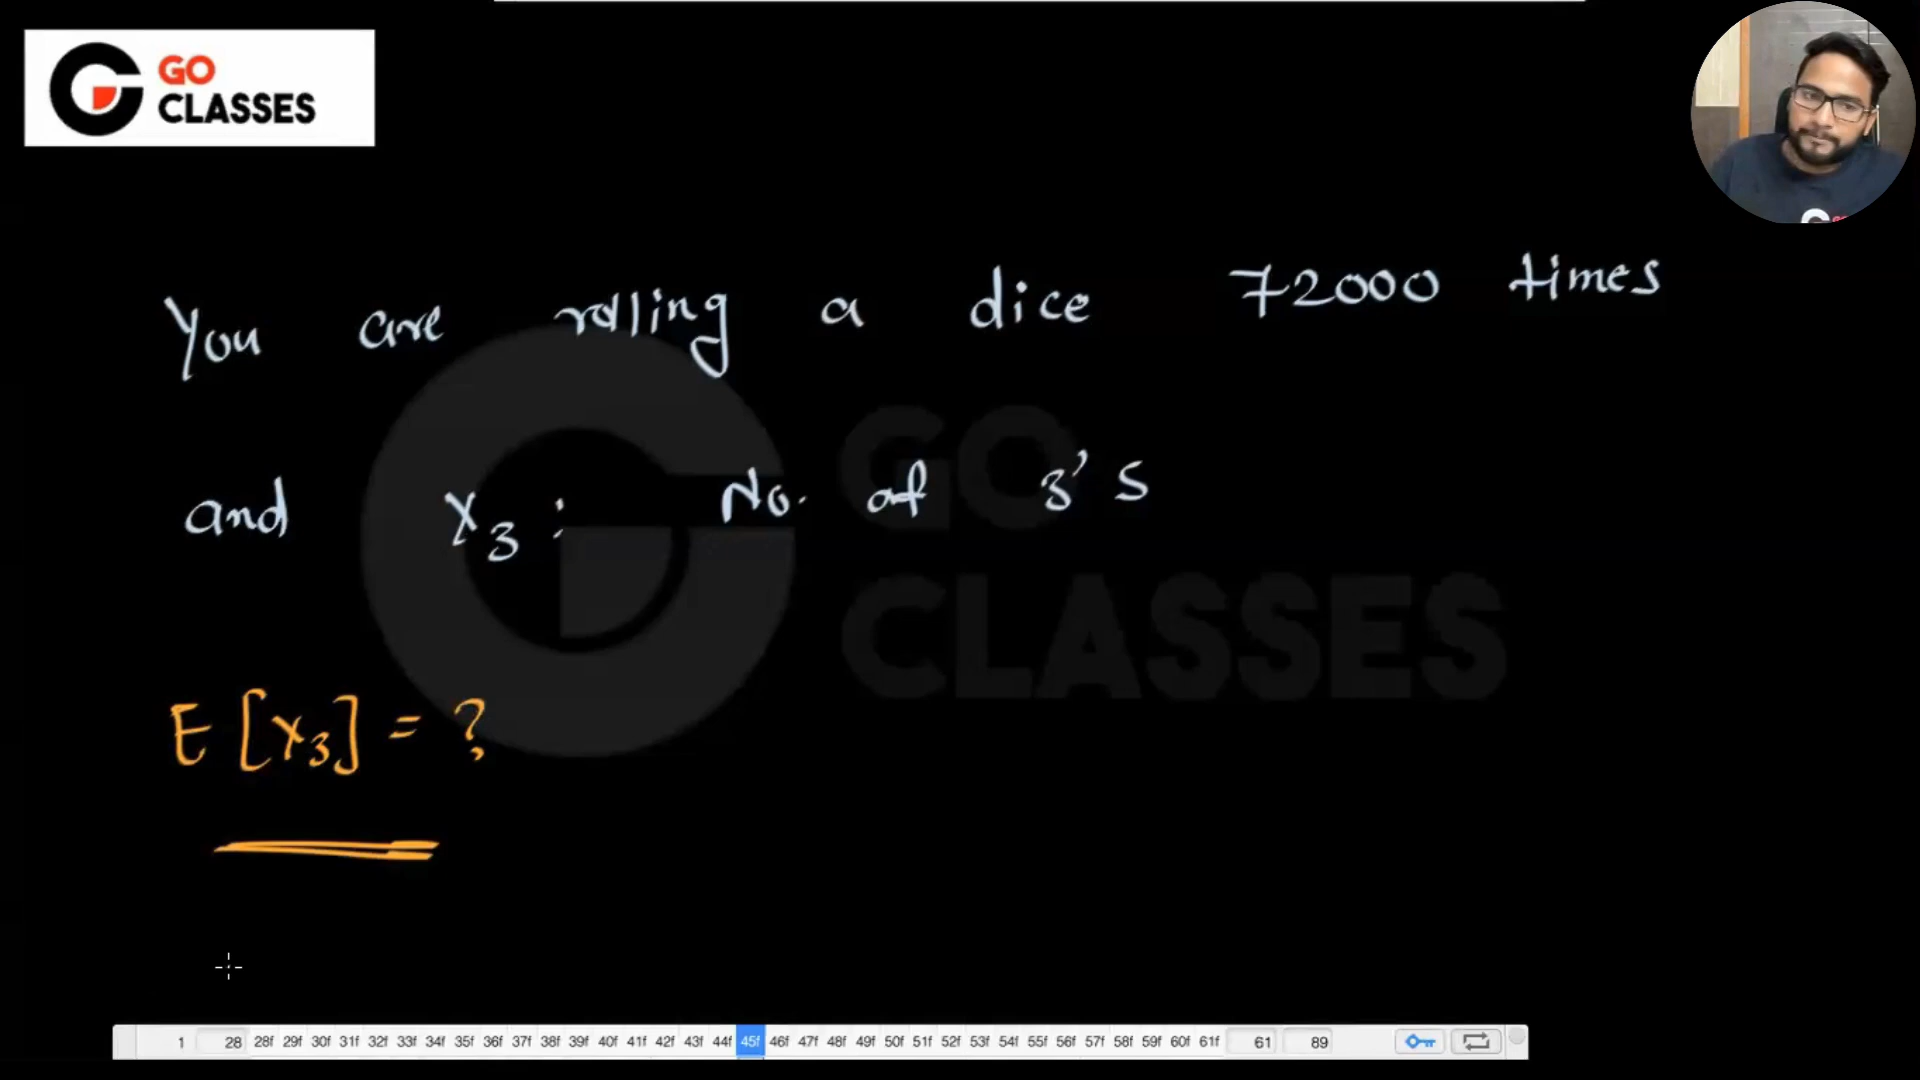 GO
CLASSES
You are rolling a dice 72000 times
GO
and X₃ : No. of 3's
CLASSES
E[X₃] = ?
1 28 28f 29f 30f 31f 32f 33f 34f 35f 36f 37f 38f 39f 40f 41f 42f 43f 44f 45f 46f 47f 48f 49f 50f 51f 52f 53f 54f 55f 56f 57f 58f 59f 60f 61f 61 89